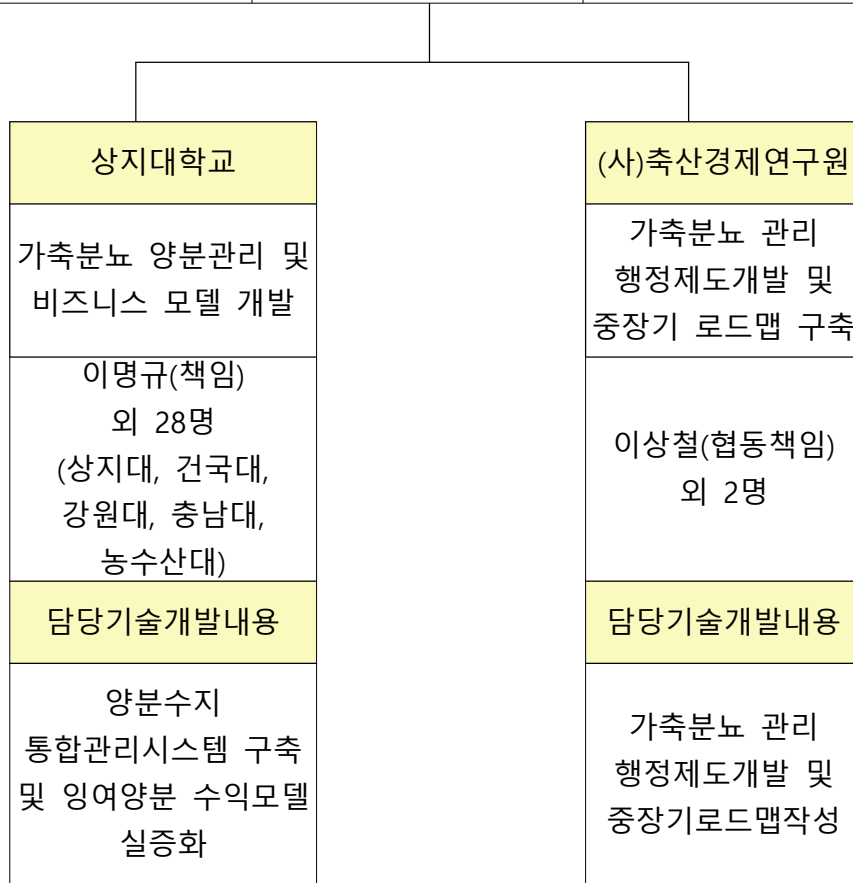 상지대학교
가축분뇨 양분관리 및
비즈니스 모델 개발
이명규(책임)
외 28명
(상지대, 건국대,
강원대, 충남대,
농수산대)
담당기술개발내용
양분수지
통합관리시스템 구축
및 잉여양분 수익모델
실증화
(사)축산경제연구원
가축분뇨 관리
행정제도개발 및
중장기 로드맵 구축
이상철(협동책임)
외 2명
담당기술개발내용
가축분뇨 관리
행정제도개발 및
중장기로드맵작성